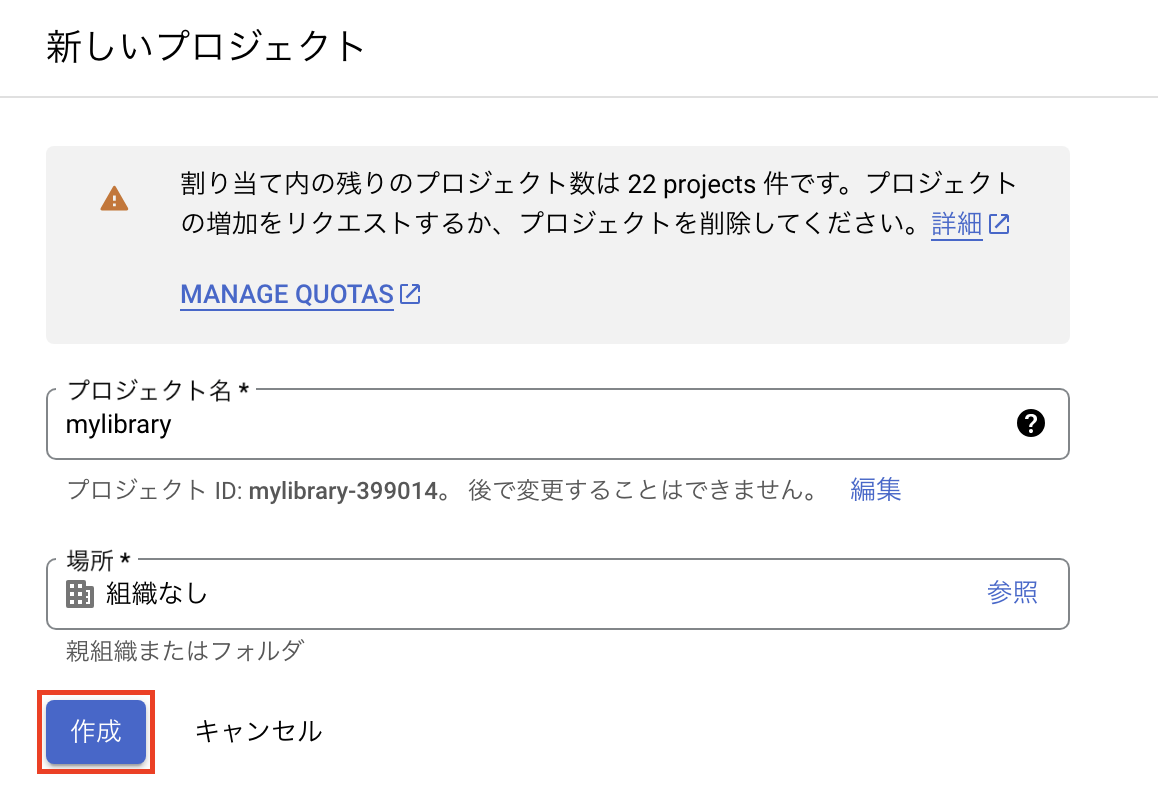 新しいプロジェクト
割り当て内の残りのプロジェクト数は 22 projects 件です。プロジェクト
の増加をリクエストするか、プロジェクトを削除してください。詳細
MANAGE QUOTAS
プロジェクト名 *
mylibrary
プロジェクト ID: mylibrary-399014。 後で変更することはできません。 編集
場所 *
組織なし 参照
親組織またはフォルダ
作成 キャンセル